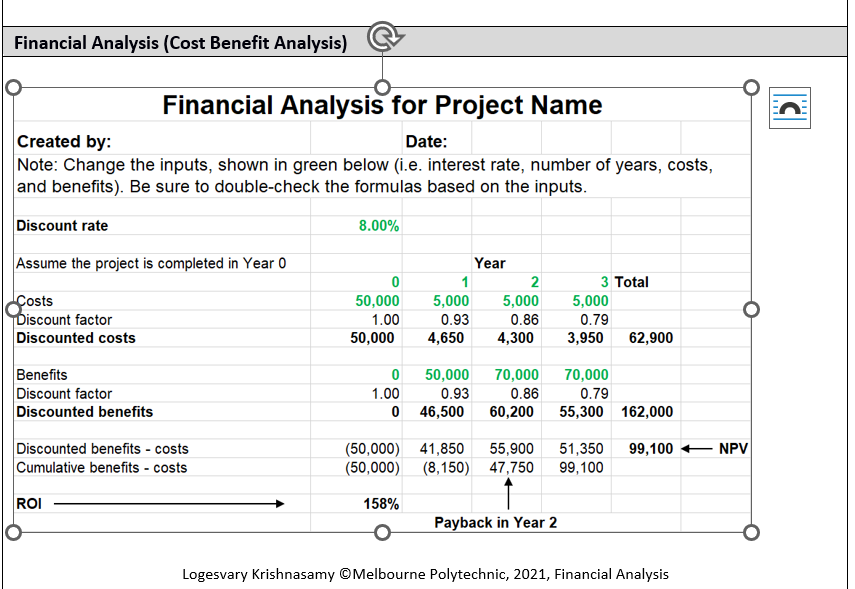 Financial Analysis (Cost Benefit Analysis)
Financial Analysis for Project Name
Created by: Date:
Note: Change the inputs, shown in green below (i.e. interest rate, number of years, costs,
and benefits). Be sure to double-check the formulas based on the inputs.
Discount rate 8.00%
Assume the project is completed in Year 0 Year
0 1 2 3 Total
Costs 50,000 5,000 5,000 5,000
Discount factor 1.00 0.93 0.86 0.79
Discounted costs 50,000 4,650 4,300 3,950 62,900
Benefits 0 50,000 70,000 70,000
Discount factor 1.00 0.93 0.86 0.79
Discounted benefits 0 46,500 60,200 55,300 162,000
Discounted benefits - costs (50,000) 41,850 55,900 51,350 99,100 NPV
Cumulative benefits - costs (50,000) (8,150) 47,750 99,100
ROI 158%
Payback in Year 2
Logesvary Krishnasamy ©Melbourne Polytechnic, 2021, Financial Analysis